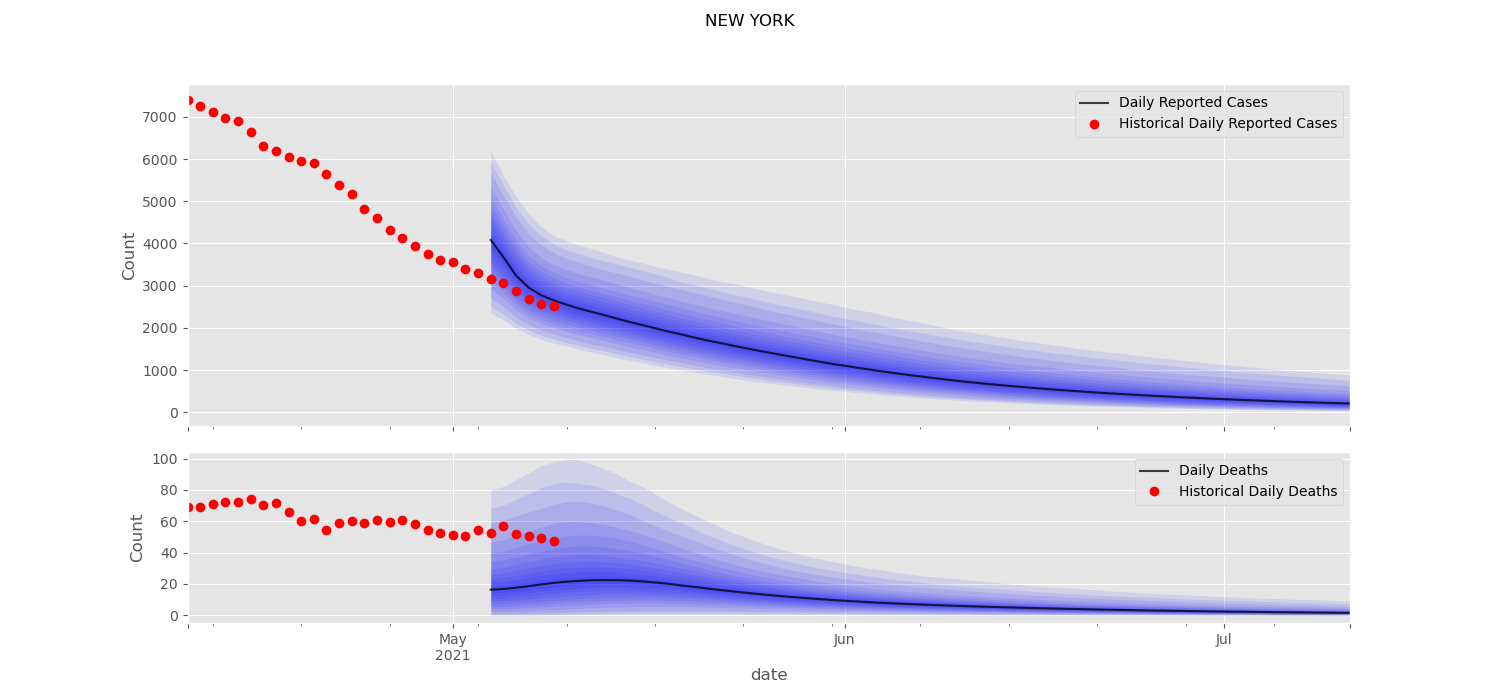 NEW YORK
Daily Reported Cases
Historical Daily Reported Cases
7000
6000
5000
4000
3000
2000
1000
0
Count
Daily Deaths
Historical Daily Deaths
100
80
60
40
20
0
Count
May
2021
Jun
Jul
date